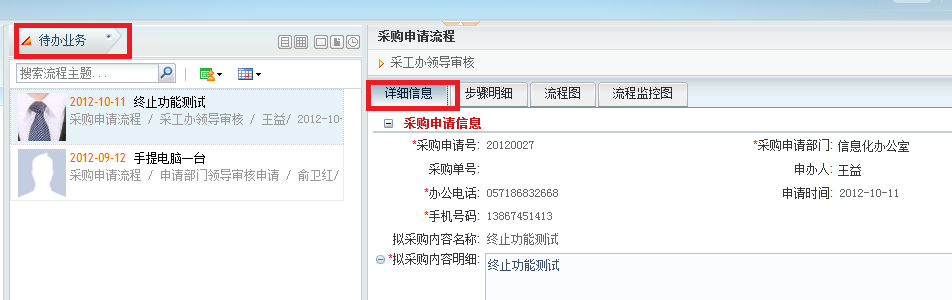 待办业务
搜索流程主题...
2012-10-11 终止功能测试
采购申请流程 / 采工办领导审核 / 王益/ 2012-10-
2012-09-12 手提电脑一台
采购申请流程 / 申请部门领导审核申请 / 俞卫红/
采购申请流程
采工办领导审核
详细信息 步骤明细 流程图 流程监控图
采购申请信息
*采购申请号: 20120027 *采购申请部门: 信息化办公室
采购单号: 申办人: 王益
*办公电话: 057186832668 申请时间: 2012-10-11
*手机号码: 13867451413
拟采购内容名称: 终止功能测试
*拟采购内容明细: 终止功能测试